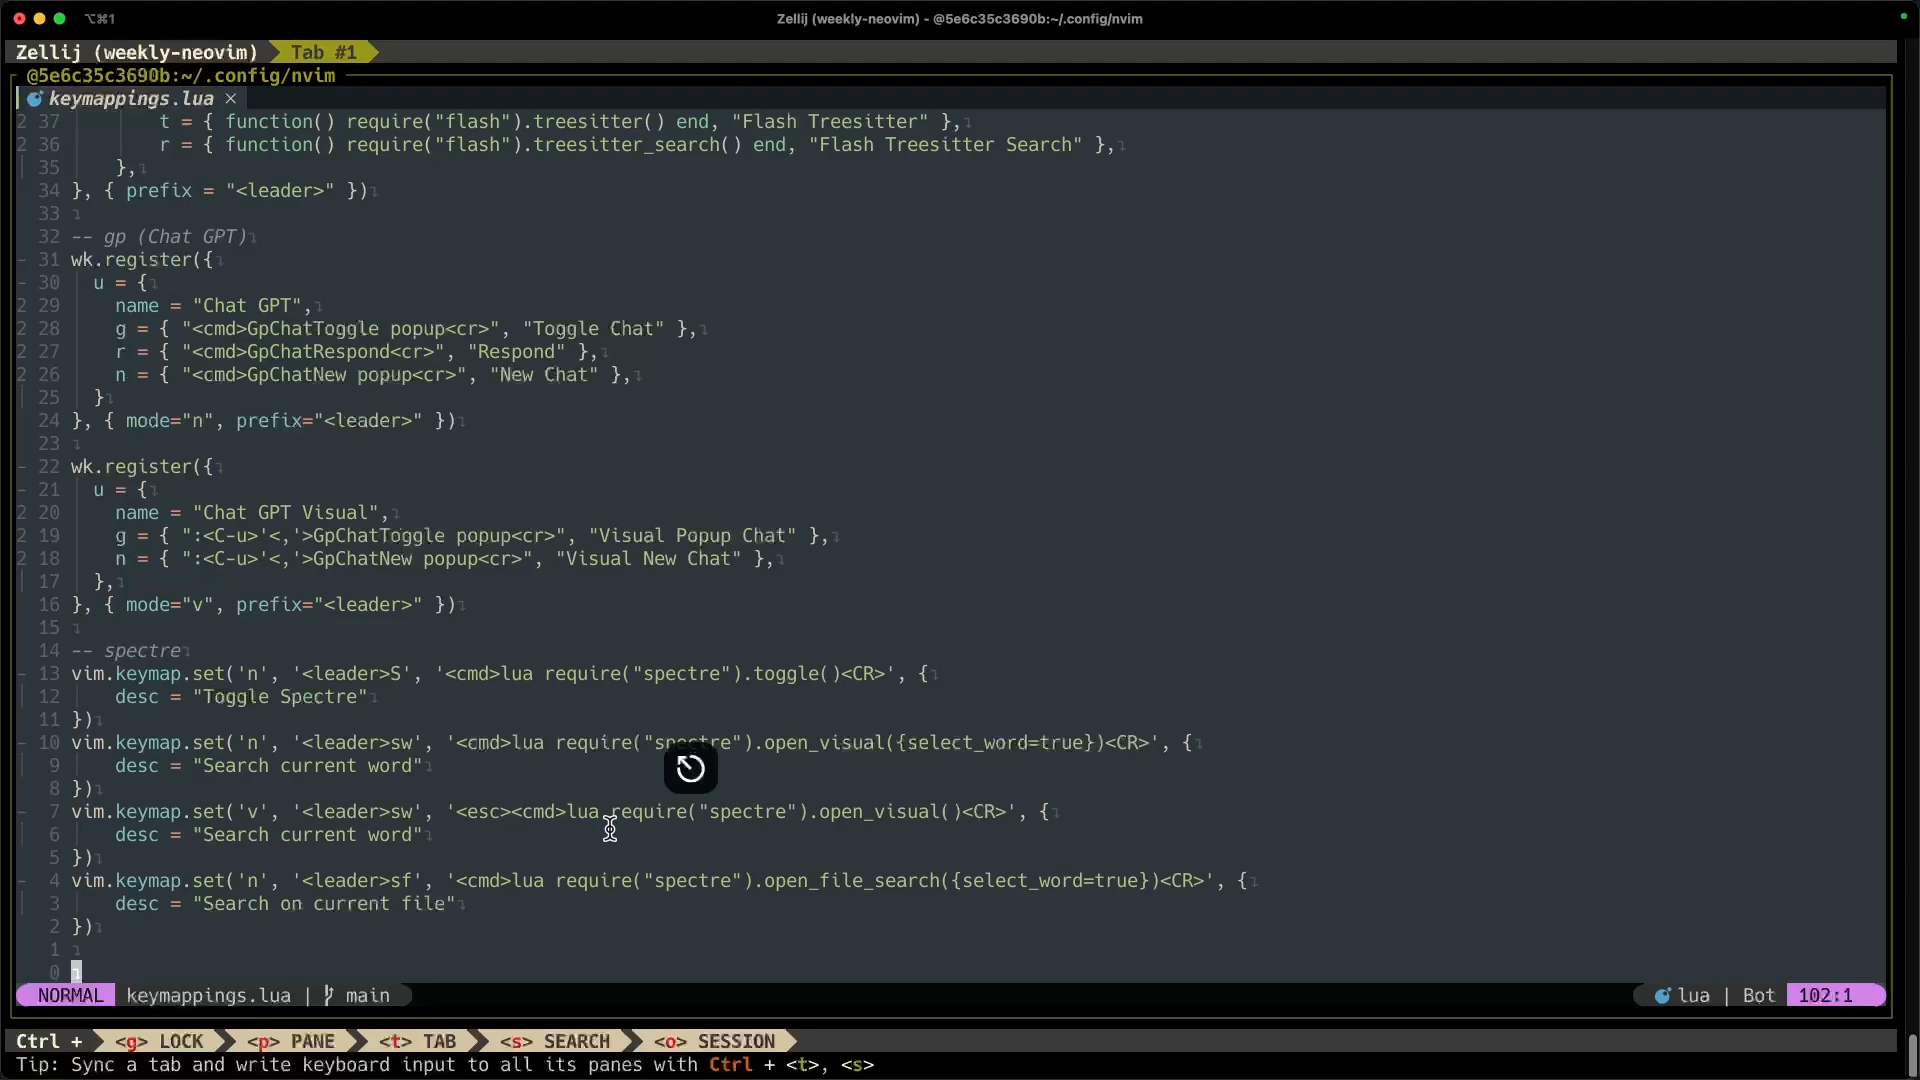 ⌥⌘1 Zellij (weekly-neovim) - @5e6c35c3690b:~/.config/nvim
Zellij (weekly-neovim) Tab #1
@5e6c35c3690b:~/.config/nvim
keymappings.lua ×
2 37 t = { function() require("flash").treesitter() end, "Flash Treesitter" },
2 36 r = { function() require("flash").treesitter_search() end, "Flash Treesitter Search" },
35 },
34 }, { prefix = "<leader>" })
33
32 -- gp (Chat GPT)
- 31 wk.register({
- 30 u = {
2 29 name = "Chat GPT",
2 28 g = { "<cmd>GpChatToggle popup<cr>", "Toggle Chat" },
2 27 r = { "<cmd>GpChatRespond<cr>", "Respond" },
2 26 n = { "<cmd>GpChatNew popup<cr>", "New Chat" },
25 }
24 }, { mode="n", prefix="<leader>" })
23
- 22 wk.register({
- 21 u = {
2 20 name = "Chat GPT Visual",
2 19 g = { ":<C-u>'<,'>GpChatToggle popup<cr>", "Visual Popup Chat" },
2 18 n = { ":<C-u>'<,'>GpChatNew popup<cr>", "Visual New Chat" },
17 },
16 }, { mode="v", prefix="<leader>" })
15
14 -- spectre
- 13 vim.keymap.set('n', '<leader>S', '<cmd>lua require("spectre").toggle()<CR>', {
12 desc = "Toggle Spectre"
11 })
- 10 vim.keymap.set('n', '<leader>sw', '<cmd>lua require("spectre").open_visual({select_word=true})<CR>', {
9 desc = "Search current word"
8 })
- 7 vim.keymap.set('v', '<leader>sw', '<esc><cmd>lua require("spectre").open_visual()<CR>', {
6 desc = "Search current word"
5 })
- 4 vim.keymap.set('n', '<leader>sf', '<cmd>lua require("spectre").open_file_search({select_word=true})<CR>', {
3 desc = "Search on current file"
2 })
1
0
NORMAL keymappings.lua | main lua | Bot 102:1
Ctrl + <g> LOCK <p> PANE <t> TAB <s> SEARCH <o> SESSION
Tip: Sync a tab and write keyboard input to all its panes with Ctrl + <t>, <s>